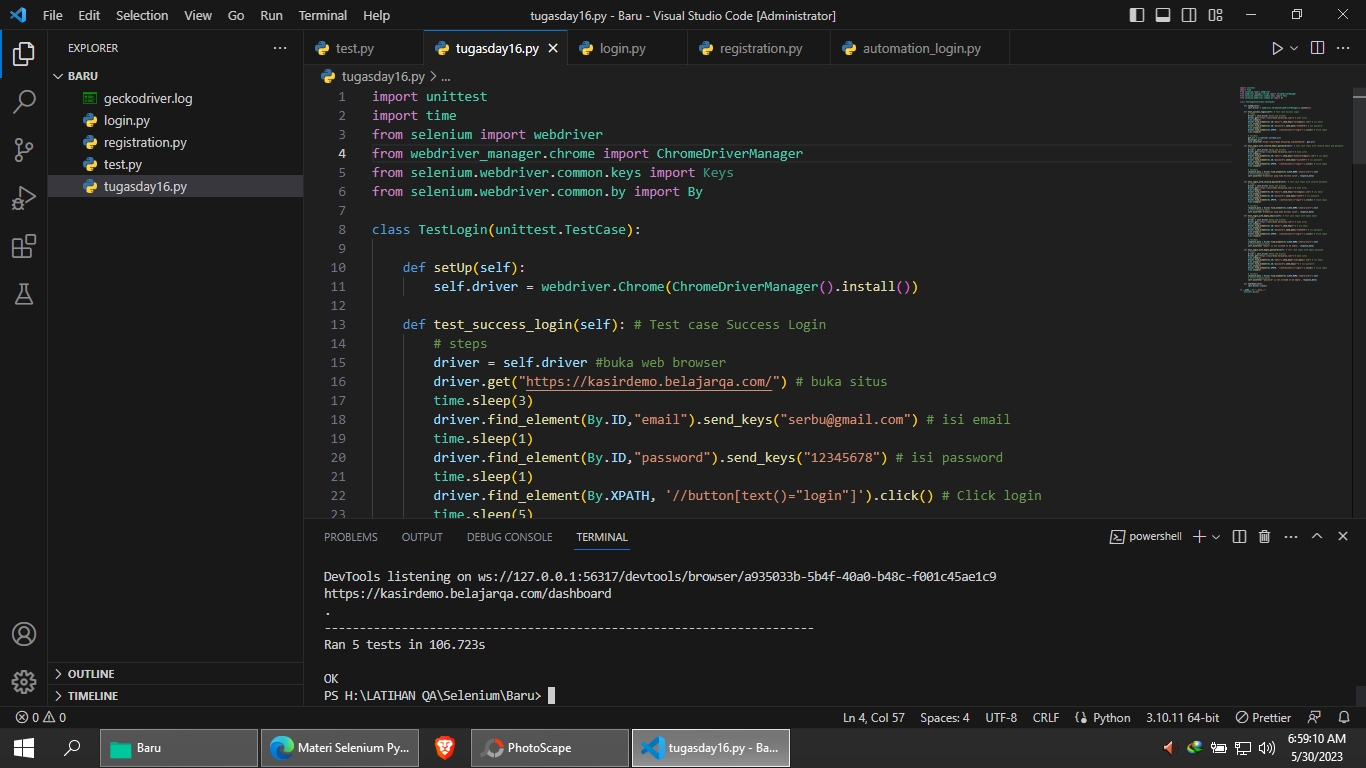 File Edit Selection View Go Run Terminal Help
tugasday16.py - Baru - Visual Studio Code [Administrator]
EXPLORER
BARU
geckodriver.log
login.py
registration.py
test.py
tugasday16.py
OUTLINE
TIMELINE
test.py
tugasday16.py
login.py
registration.py
automation_login.py
tugasday16.py > ...
1 import unittest
2 import time
3 from selenium import webdriver
4 from webdriver_manager.chrome import ChromeDriverManager
5 from selenium.webdriver.common.keys import Keys
6 from selenium.webdriver.common.by import By
7
8 class TestLogin(unittest.TestCase):
9
10 def setUp(self):
11 self.driver = webdriver.Chrome(ChromeDriverManager().install())
12
13 def test_success_login(self): # Test case Success Login
14 # steps
15 driver = self.driver #buka web browser
16 driver.get("https://kasirdemo.belajarqa.com/") # buka situs
17 time.sleep(3)
18 driver.find_element(By.ID,"email").send_keys("serbu@gmail.com") # isi email
19 time.sleep(1)
20 driver.find_element(By.ID,"password").send_keys("12345678") # isi password
21 time.sleep(1)
22 driver.find_element(By.XPATH, '//button[text()="login"]').click() # Click login
23 time.sleep(5)
PROBLEMS OUTPUT DEBUG CONSOLE TERMINAL
powershell
DevTools listening on ws://127.0.0.1:56317/devtools/browser/a935033b-5b4f-40a0-b48c-f001c45ae1c9
https://kasirdemo.belajarqa.com/dashboard
.
----------------------------------------------------------------------
Ran 5 tests in 106.723s
OK
PS H:\LATIHAN QA\Selenium\Baru>
0 0
Ln 4, Col 57 Spaces: 4 UTF-8 CRLF Python 3.10.11 64-bit Prettier
Baru
Materi Selenium Py...
PhotoScape
tugasday16.py - Ba...
6:59:10 AM
5/30/2023